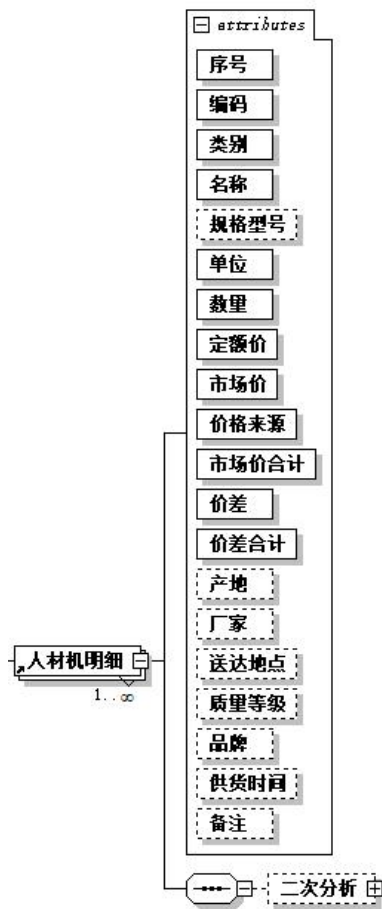 attributes
序号
编码
类别
名称
规格型号
单位
数量
定额价
市场价
价格来源
市场价合计
价差
价差合计
产地
厂家
人材机明细
1..∞
送达地点
质量等级
品牌
供货时间
备注
二次分析